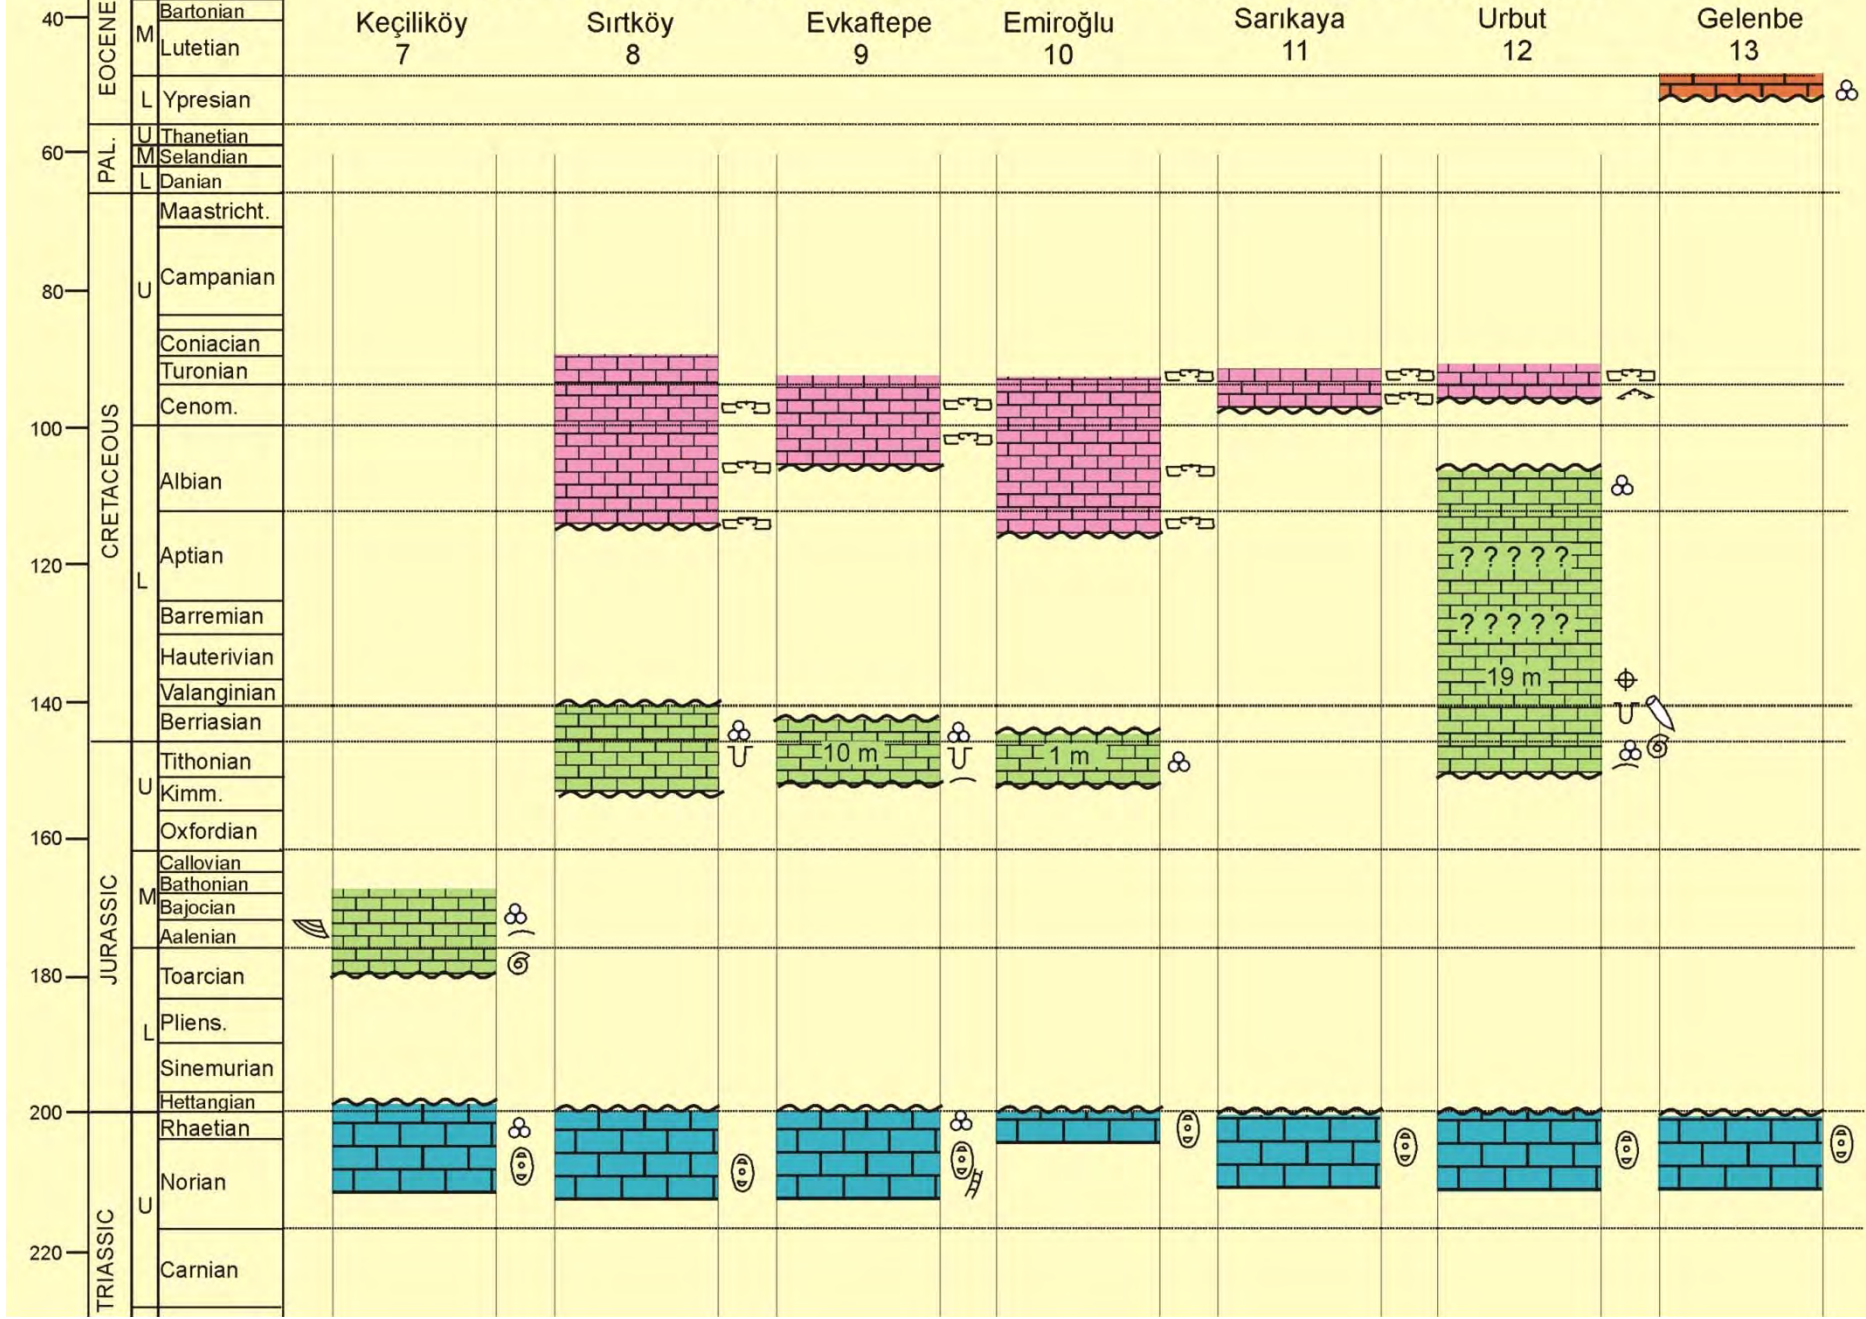 Keçiliköy
7
Sırtköy
8
Evkaftepe
9
Emiroğlu
10
Sarıkaya
11
Urbut
12
Gelenbe
13
40
60
80
100
120
140
160
180
200
220
EOCENE
PAL.
CRETACEOUS
JURASSIC
TRIASSIC
M
L
U
M
L
U
L
U
M
L
U
Bartonian
Lutetian
Ypresian
Thanetian
Selandian
Danian
Maastricht.
Campanian
Coniacian
Turonian
Cenom.
Albian
Aptian
Barremian
Hauterivian
Valanginian
Berriasian
Tithonian
Kimm.
Oxfordian
Callovian
Bathonian
Bajocian
Aalenian
Toarcian
Pliens.
Sinemurian
Hettangian
Rhaetian
Norian
Carnian
? ? ? ? ?
? ? ? ? ?
19 m
10 m
1 m